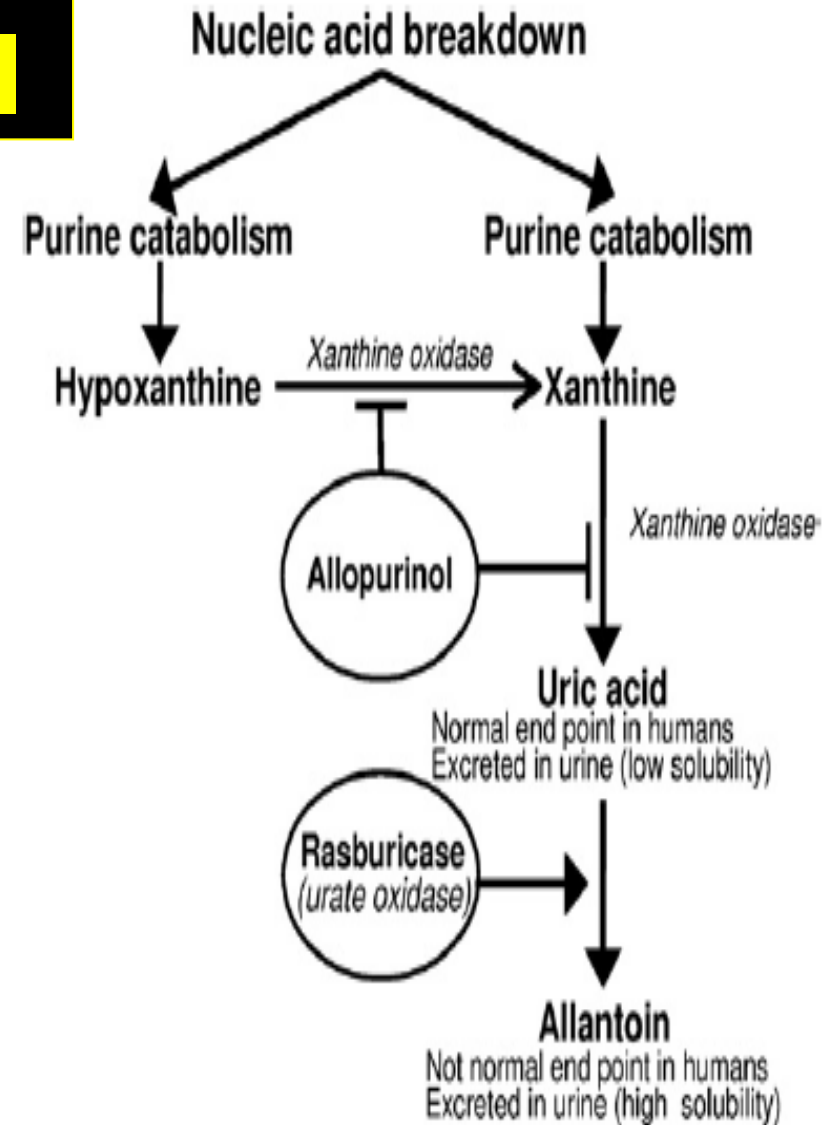 Nucleic acid breakdown
Purine catabolism
Purine catabolism
Xanthine oxidase
Hypoxanthine
Xanthine
Xanthine oxidase
Allopurinol
Uric acid
Normal end point in humans
Excreted in urine (low solubility)
Rasburicase
(urate oxidase)
Allantoin
Not normal end point in humans
Excreted in urine (high solubility)